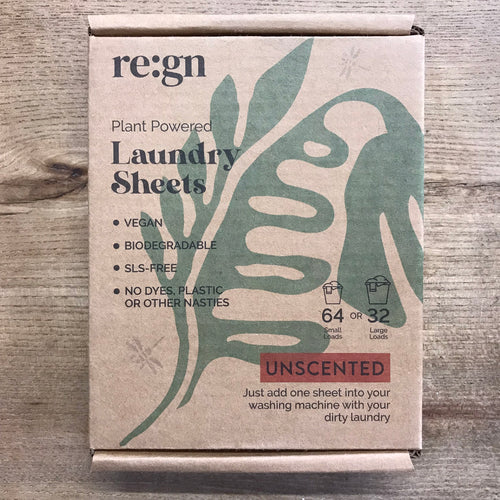 re:gn
Plant Powered
Laundry
Sheets
• VEGAN
• BIODEGRADABLE
• SLS-FREE
• NO DYES, PLASTIC
OR OTHER NASTIES
64 OR 32
Small Loads Large Loads
UNSCENTED
Just add one sheet into your
washing machine with your
dirty laundry